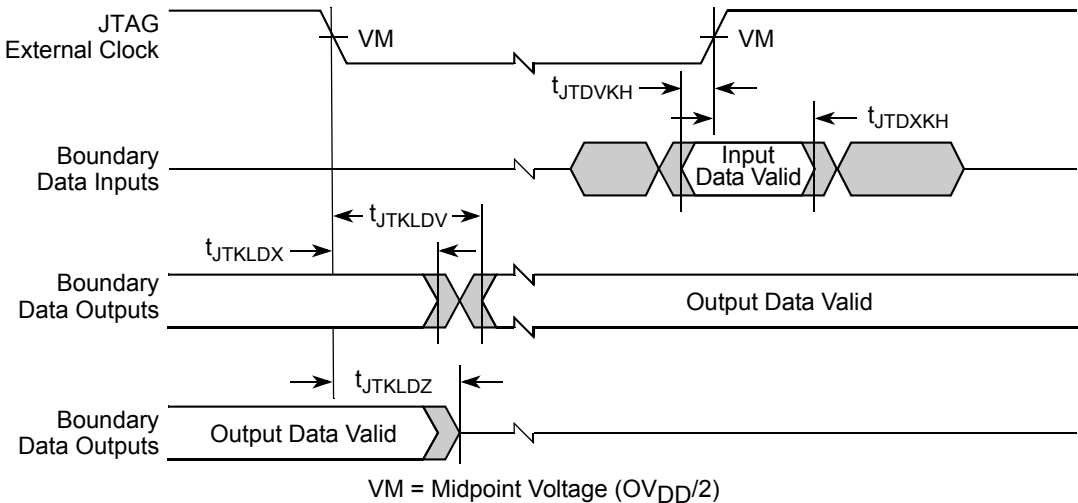 JTAG
External Clock
VM
VM
tJTDVKH
tJTDXKH
Boundary
Data Inputs
Input
Data Valid
tJTKLDV
tJTKLDX
Boundary
Data Outputs
Output Data Valid
tJTKLDZ
Boundary
Data Outputs
Output Data Valid
VM = Midpoint Voltage (OVDD/2)